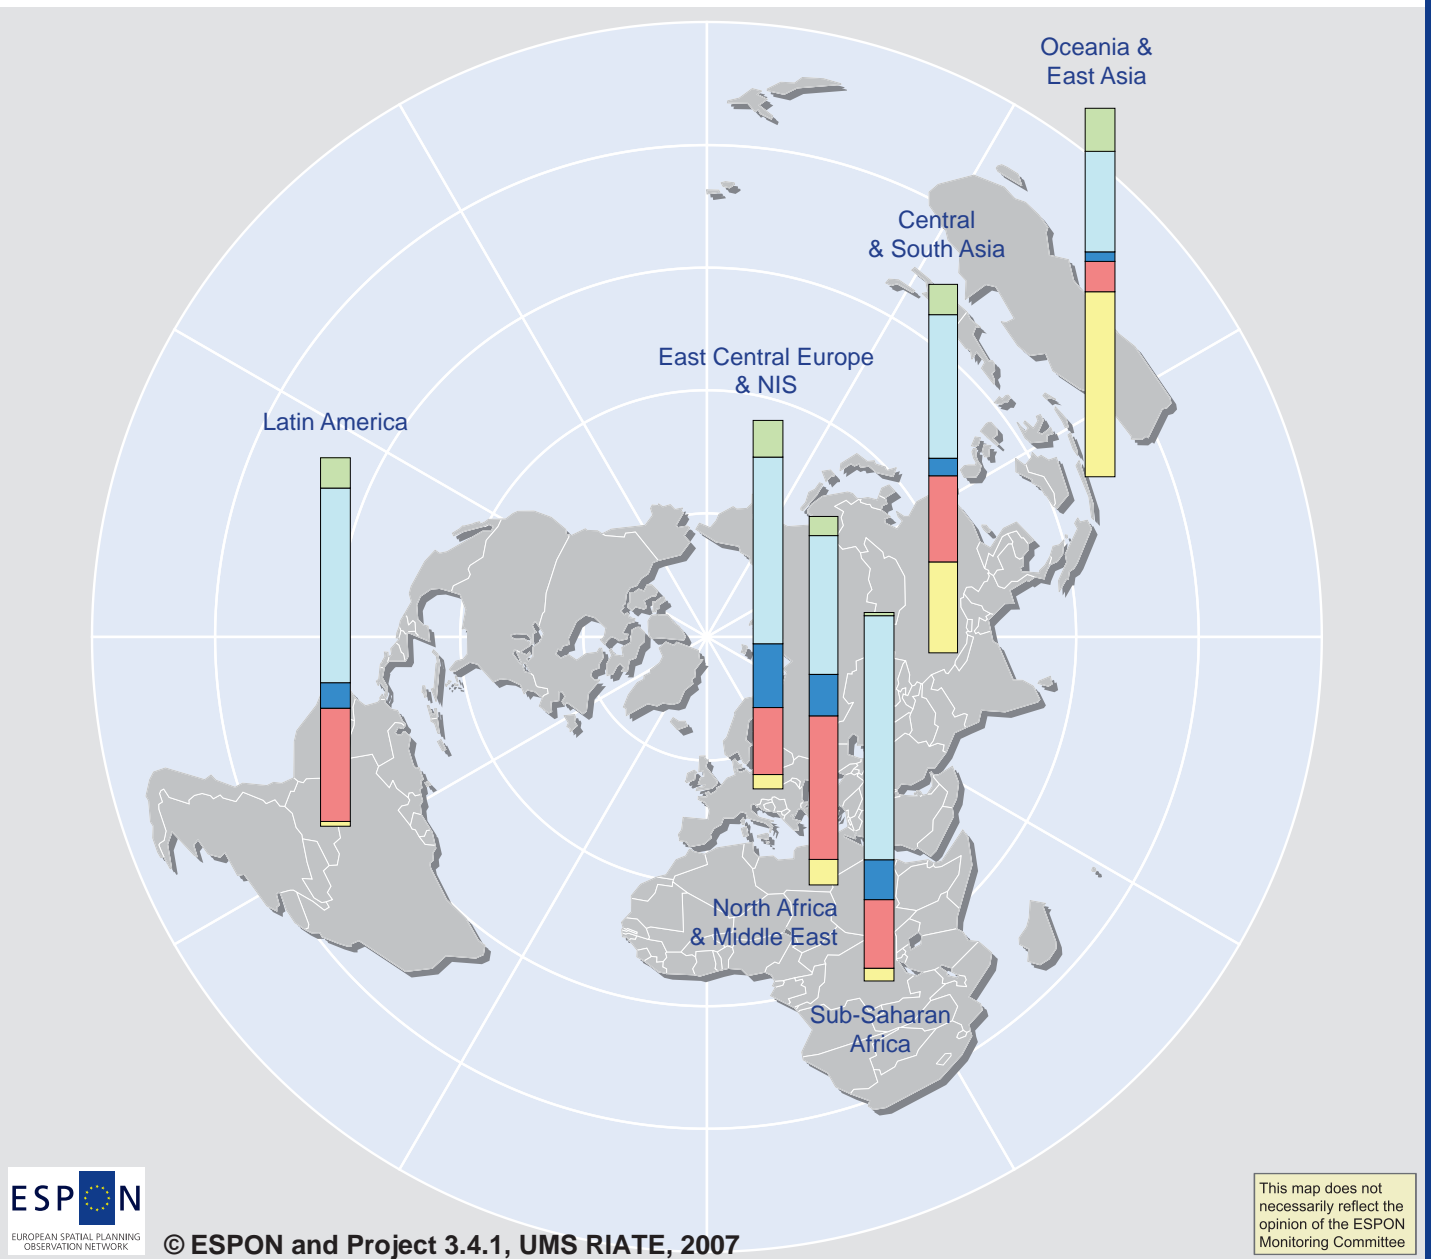 Oceania &
East Asia
Central
& South Asia
East Central Europe
& NIS
Latin America
North Africa
& Middle East
Sub-Saharan
Africa
ESPON
EUROPEAN SPATIAL PLANNING
OBSERVATION NETWORK
© ESPON and Project 3.4.1, UMS RIATE, 2007
This map does not
necessarily reflect the
opinion of the ESPON
Monitoring Committee